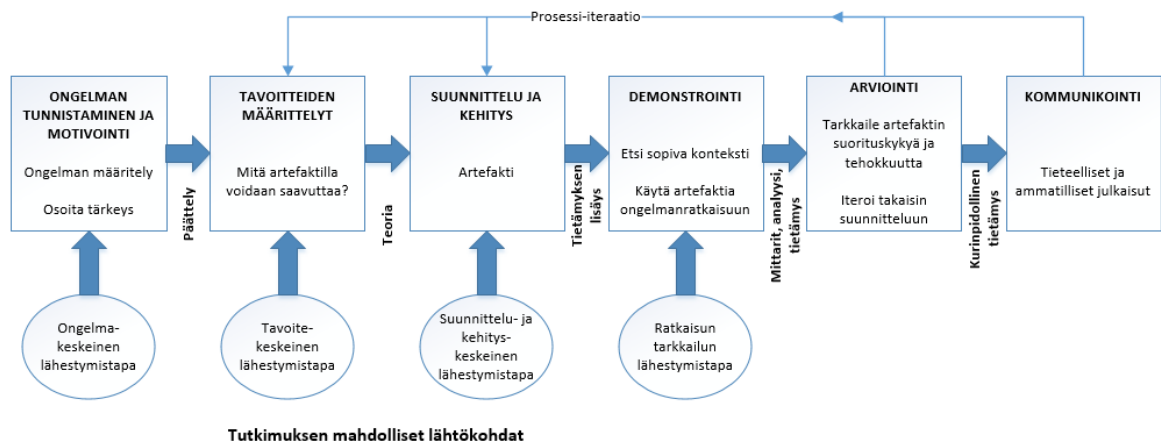 Prosessi-iteraatio
ONGELMAN
TUNNISTAMINEN JA
MOTIVOINTI
Ongelman määritely
Osoita tärkeys
Päättely
TAVOITTEIDEN
MÄÄRITTELYT
Mitä artefaktilla
voidaan saavuttaa?
Teoria
SUUNNITTELU JA
KEHITYS
Artefakti
Tietämyksen
lisäys
DEMONSTROINTI
Etsi sopiva konteksti
Käytä artefaktia
ongelmanratkaisuun
Mittarit, analyysi,
tietämys
ARVIOINTI
Tarkkaile artefaktin
suorituskykyä ja
tehokkuutta
Iteroi takaisin
suunnitteluun
Kurinpidollinen
tietämys
KOMMUNIKOINTI
Tieteelliset ja
ammatilliset julkaisut
Ongelma-
keskeinen
lähestymistapa
Tavoite-
keskeinen
lähestymistapa
Suunnittelu- ja
kehitys-
keskeinen
lähestymistapa
Ratkaisun
tarkkailun
lähestymistapa
Tutkimuksen mahdolliset lähtökohdat